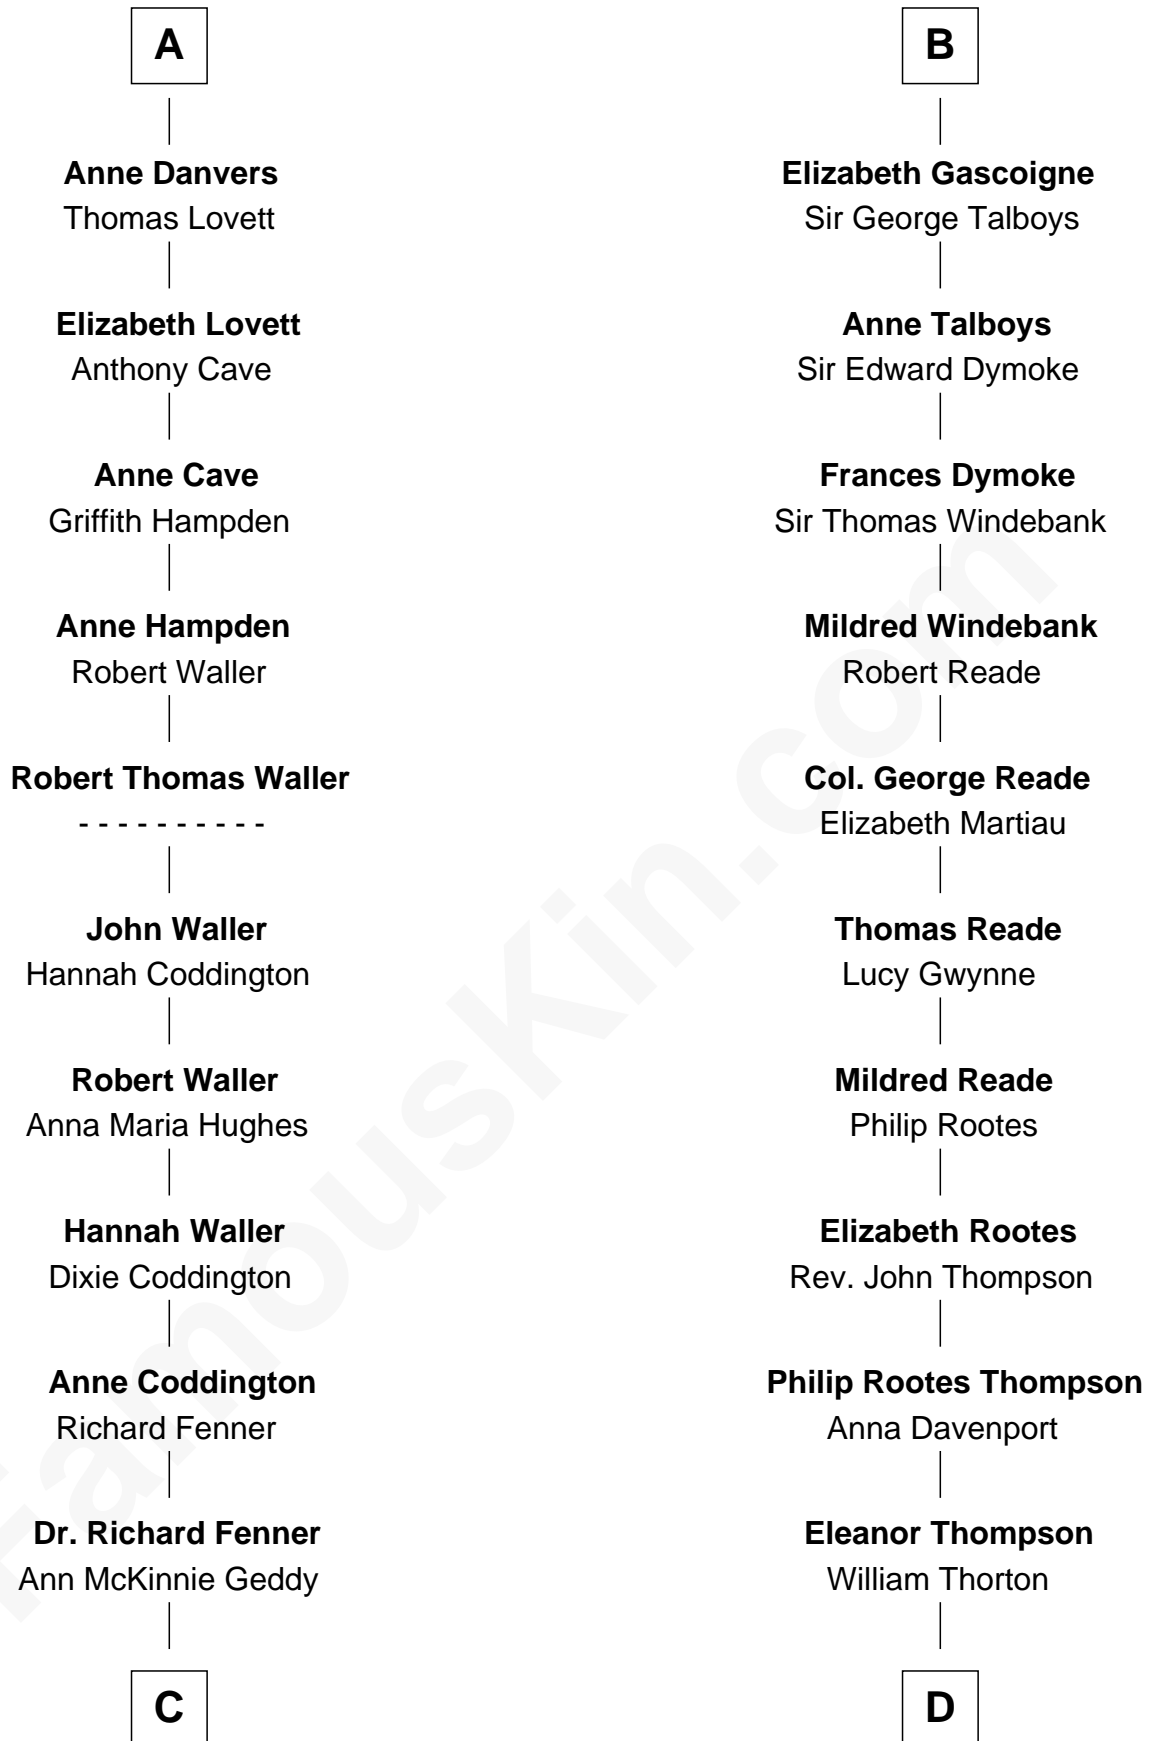 A
Anne Danvers
Thomas Lovett
Elizabeth Lovett
Anthony Cave
Anne Cave
Griffith Hampden
Anne Hampden
Robert Waller
Robert Thomas Waller
- - - - - - - - - -
John Waller
Hannah Coddington
Robert Waller
Anna Maria Hughes
Hannah Waller
Dixie Coddington
Anne Coddington
Richard Fenner
Dr. Richard Fenner
Ann McKinnie Geddy
C
B
Elizabeth Gascoigne
Sir George Talboys
Anne Talboys
Sir Edward Dymoke
Frances Dymoke
Sir Thomas Windebank
Mildred Windebank
Robert Reade
Col. George Reade
Elizabeth Martiau
Thomas Reade
Lucy Gwynne
Mildred Reade
Philip Rootes
Elizabeth Rootes
Rev. John Thompson
Philip Rootes Thompson
Anna Davenport
Eleanor Thompson
William Thorton
D
FamousKin.com